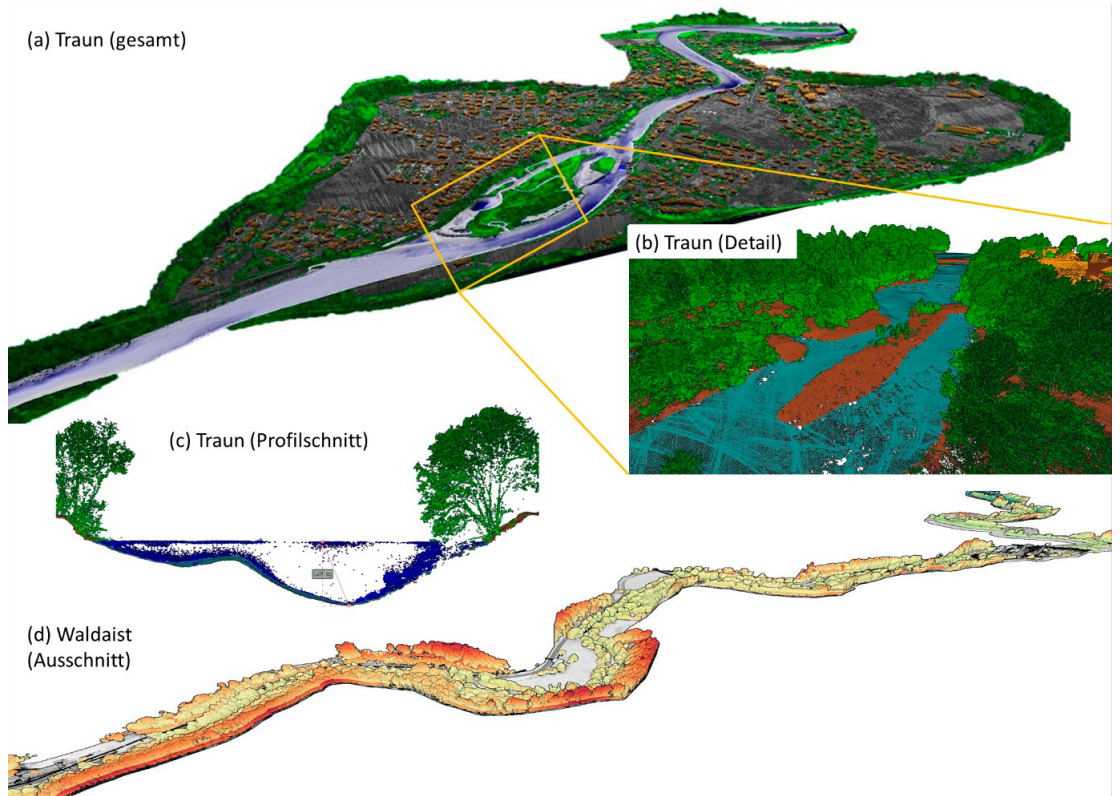 (a) Traun (gesamt)
(b) Traun (Detail)
(c) Traun (Profilschnitt)
(d) Waldaist
(Ausschnitt)